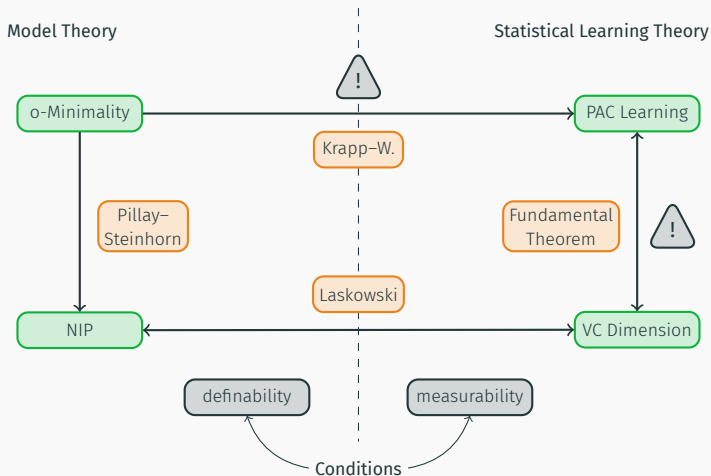 Model Theory
Statistical Learning Theory
!
o-Minimality
PAC Learning
Krapp–W.
Pillay–
Steinhorn
Fundamental
Theorem
!
Laskowski
NIP
VC Dimension
definability
measurability
Conditions